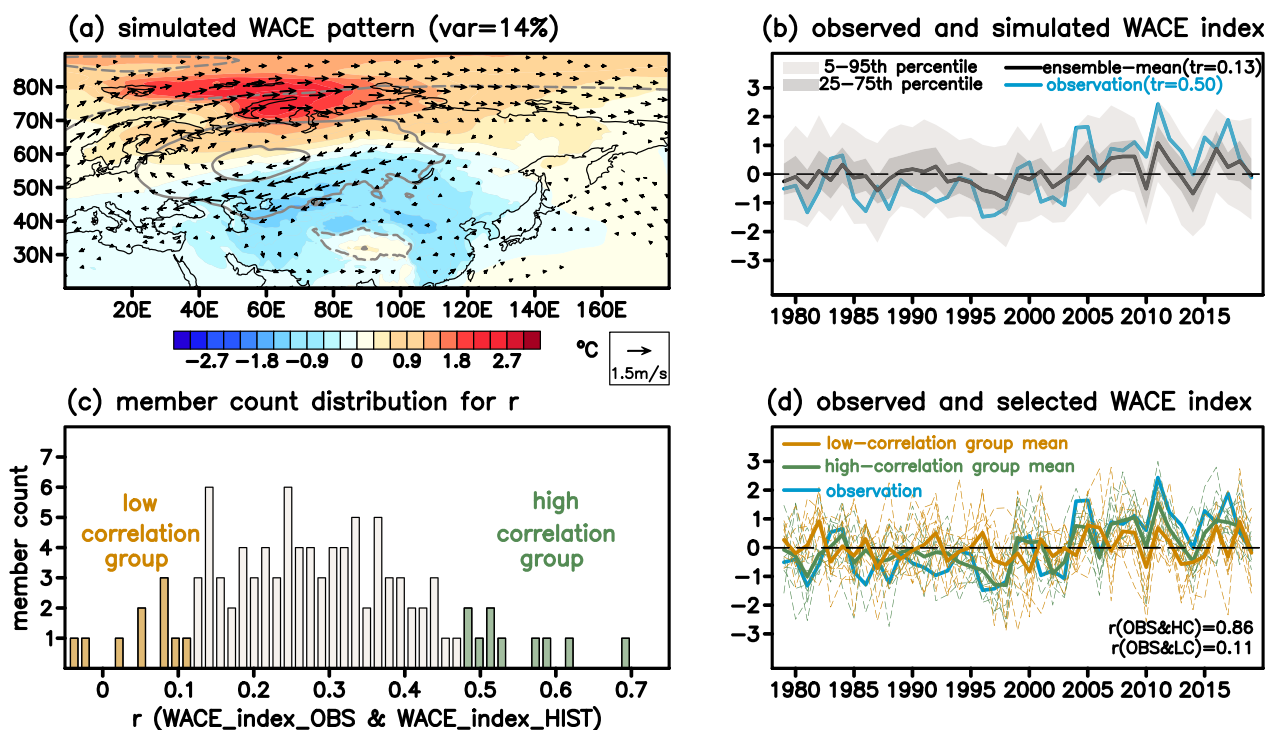 (a) simulated WACE pattern (var=14%)
80N
70N
60N
50N
40N
30N
20E 40E 60E 80E 100E 120E 140E 160E
−2.7 −1.8 −0.9 0 0.9 1.8 2.7
°C
1.5m/s
(b) observed and simulated WACE index
5−95th percentile
25−75th percentile
ensemble−mean(tr=0.13)
observation(tr=0.50)
3
2
1
0
−1
−2
−3
1980 1985 1990 1995 2000 2005 2010 2015
(c) member count distribution for r
member count
7
6
5
4
3
2
1
low
correlation
group
high
correlation
group
0 0.1 0.2 0.3 0.4 0.5 0.6 0.7
r (WACE_index_OBS & WACE_index_HIST)
(d) observed and selected WACE index
low−correlation group mean
high−correlation group mean
observation
3
2
1
0
−1
−2
−3
r(OBS&HC)=0.86
r(OBS&LC)=0.11
1980 1985 1990 1995 2000 2005 2010 2015